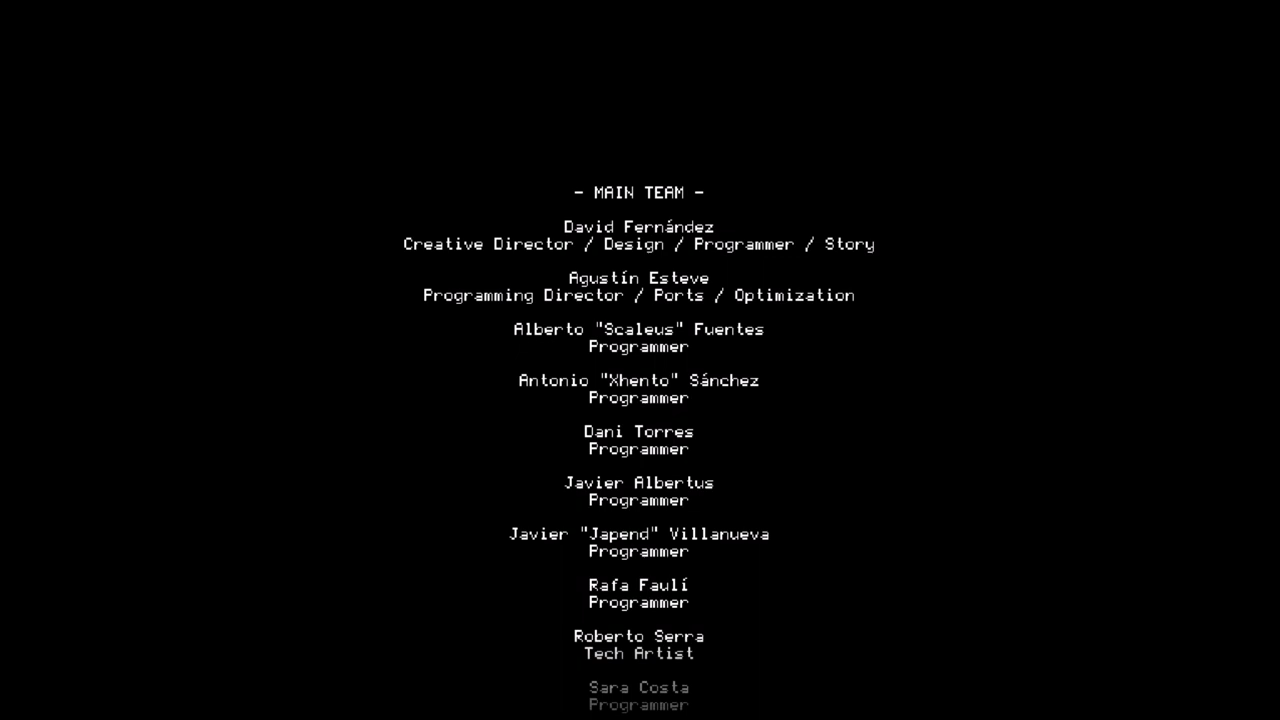 - MAIN TEAM -
David Fernández
Creative Director / Design / Programmer / Story
Agustín Esteve
Programming Director / Ports / Optimization
Alberto "Scaleus" Fuentes
Programmer
Antonio "Xhento" Sánchez
Programmer
Dani Torres
Programmer
Javier Albertus
Programmer
Javier "Japend" Villanueva
Programmer
Rafa Faulí
Programmer
Roberto Serra
Tech Artist
Sara Costa
Programmer